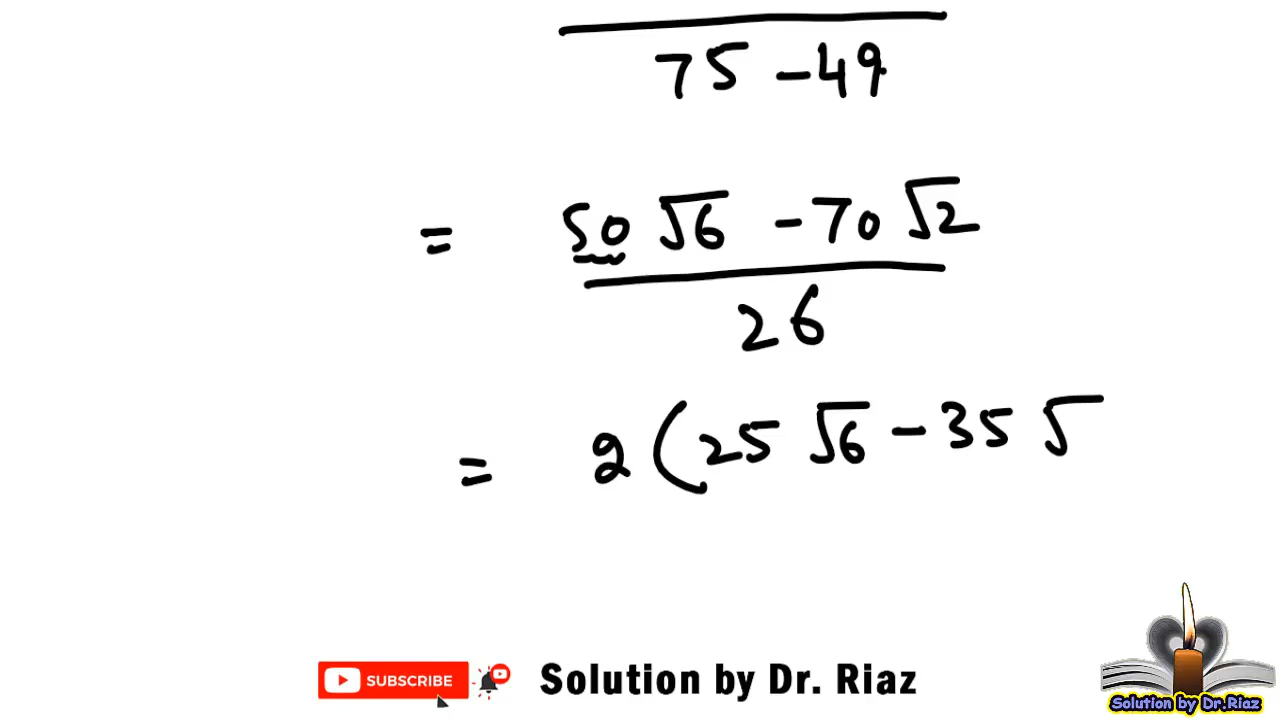 75 - 49
= 50 √6 - 70 √2
26
= 2 ( 25 √6 - 35 √
SUBSCRIBE
Solution by Dr. Riaz
Solution by Dr.Riaz